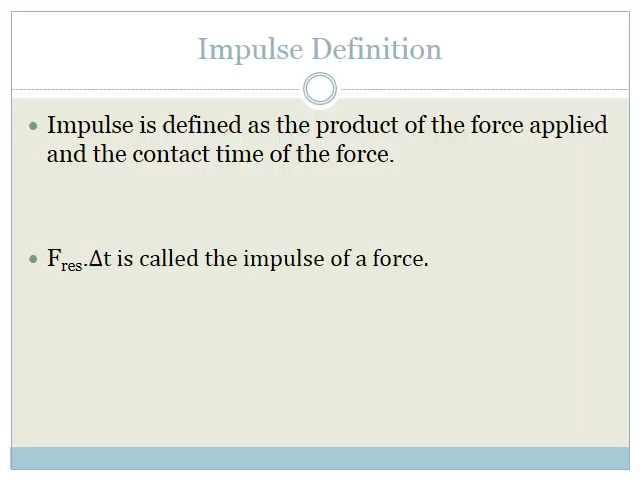 Impulse Definition
• Impulse is defined as the product of the force applied
and the contact time of the force.
• Fres.Δt is called the impulse of a force.